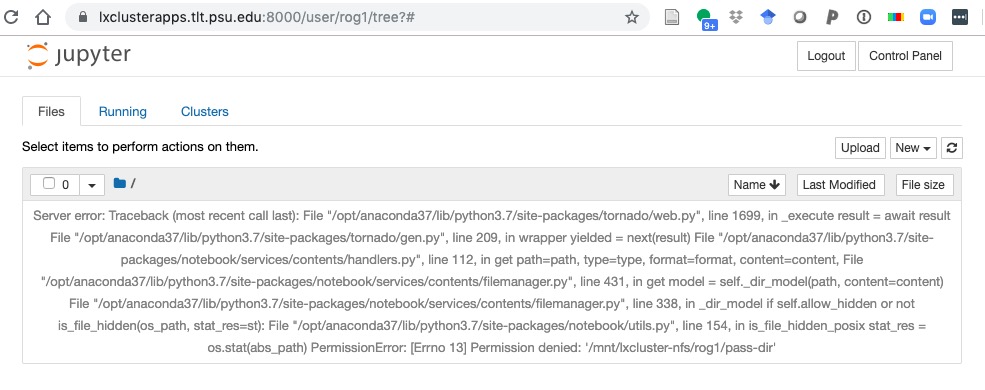 lxclusterapps.tlt.psu.edu:8000/user/rog1/tree?#
9+
jupyter
Logout
Control Panel
Files
Running
Clusters
Select items to perform actions on them.
Upload
New
0
/
Name
Last Modified
File size
Server error: Traceback (most recent call last): File "/opt/anaconda37/lib/python3.7/site-packages/tornado/web.py", line 1699, in _execute result = await result
File "/opt/anaconda37/lib/python3.7/site-packages/tornado/gen.py", line 209, in wrapper yielded = next(result) File "/opt/anaconda37/lib/python3.7/site-
packages/notebook/services/contents/handlers.py", line 112, in get path=path, type=type, format=format, content=content, File
"/opt/anaconda37/lib/python3.7/site-packages/notebook/services/contents/filemanager.py", line 431, in get model = self._dir_model(path, content=content)
File "/opt/anaconda37/lib/python3.7/site-packages/notebook/services/contents/filemanager.py", line 338, in _dir_model if self.allow_hidden or not
is_file_hidden(os_path, stat_res=st): File "/opt/anaconda37/lib/python3.7/site-packages/notebook/utils.py", line 154, in is_file_hidden_posix stat_res =
os.stat(abs_path) PermissionError: [Errno 13] Permission denied: '/mnt/lxcluster-nfs/rog1/pass-dir'